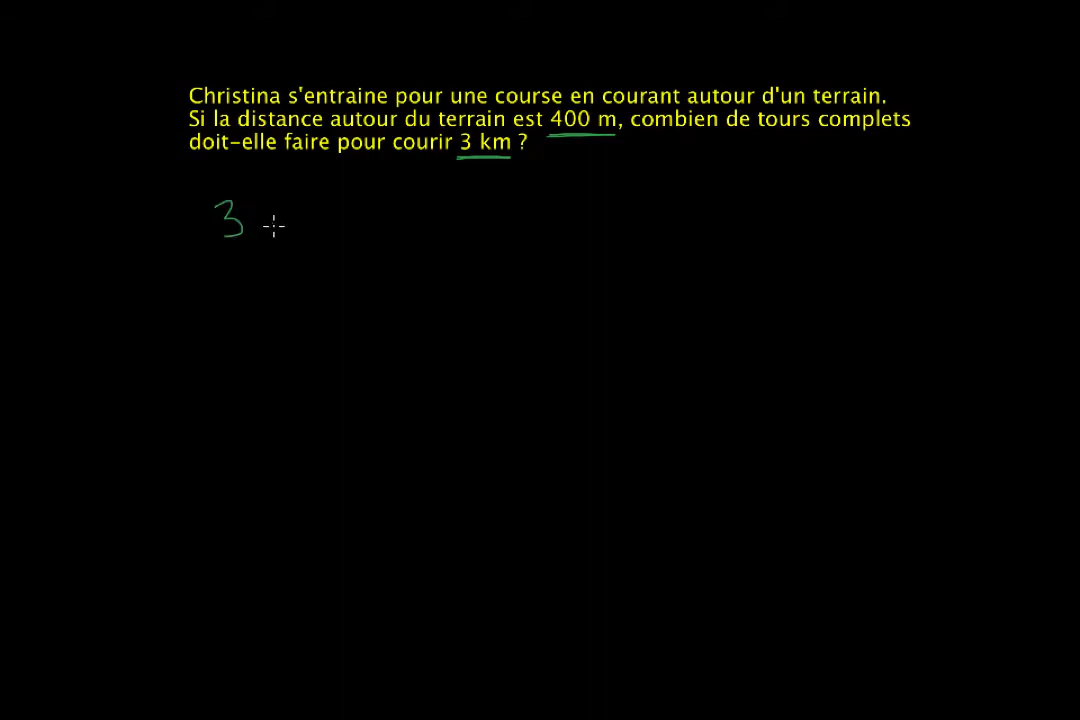 Christina s'entraine pour une course en courant autour d'un terrain.
Si la distance autour du terrain est 400 m, combien de tours complets
doit-elle faire pour courir 3 km ?
3